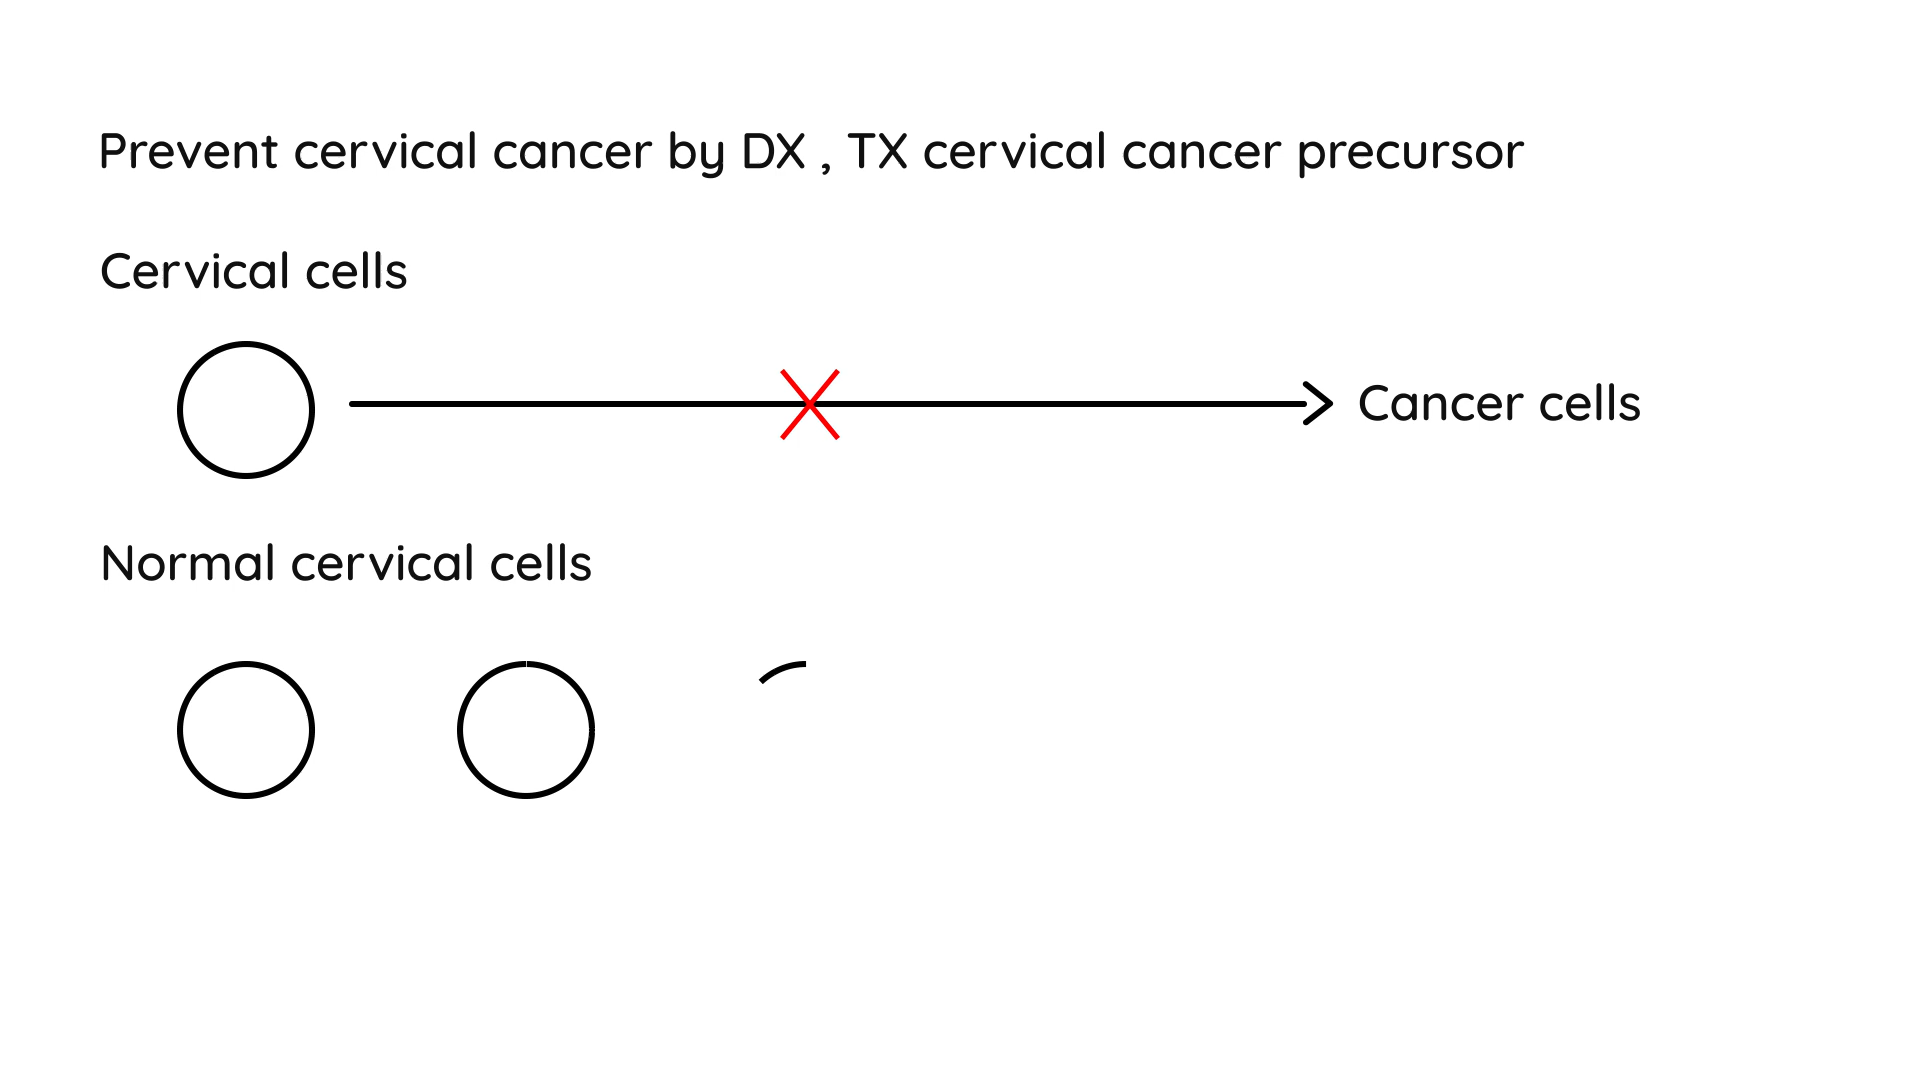 Prevent cervical cancer by DX , TX cervical cancer precursor
Cervical cells
Cancer cells
Normal cervical cells